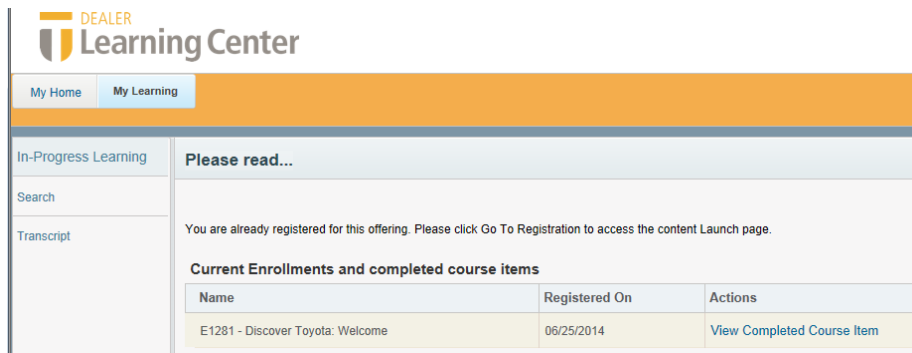 DEALER
Learning Center
My Home My Learning
In-Progress Learning
Search
Transcript
Please read...
You are already registered for this offering. Please click Go To Registration to access the content Launch page.
Current Enrollments and completed course items
Name Registered On Actions
E1281 - Discover Toyota: Welcome 06/25/2014 View Completed Course Item